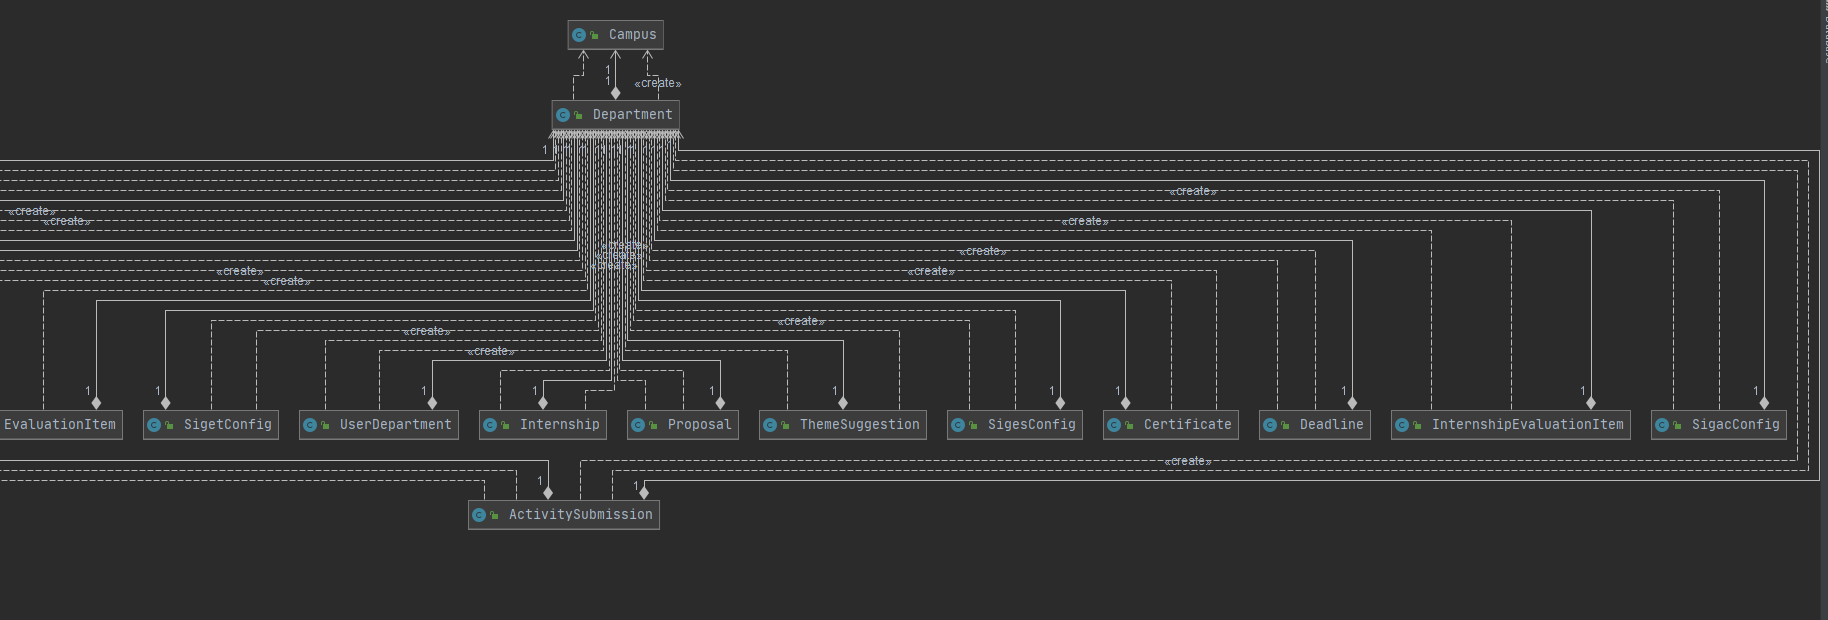 Campus
1
1
«create»
Department
1
«create»
«create»
«create»
«create»
«create»
«create»
«create»
«create»
«create»
«create»
«create»
«create»
«create»
«create»
1
1
1
1
1
1
1
1
1
1
1
EvaluationItem
SigetConfig
UserDepartment
Internship
Proposal
ThemeSuggestion
SigesConfig
Certificate
Deadline
InternshipEvaluationItem
SigacConfig
«create»
1
1
ActivitySubmission